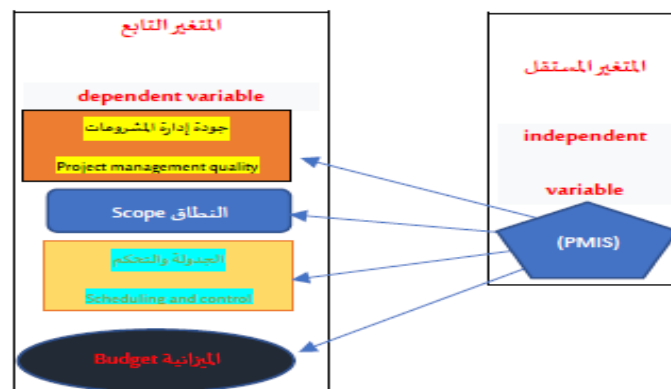 المتغير التابع
dependent variable
جودة إدارة المشروعات
Project management quality
النطاق Scope
الجدولة والتحكم
Scheduling and control
الميزانية Budget
المتغير المستقل
independent
variable
(PMIS)